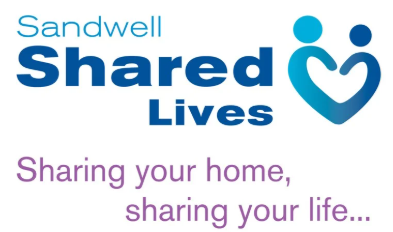 Sandwell
Shared
Lives
Sharing your home,
sharing your life...